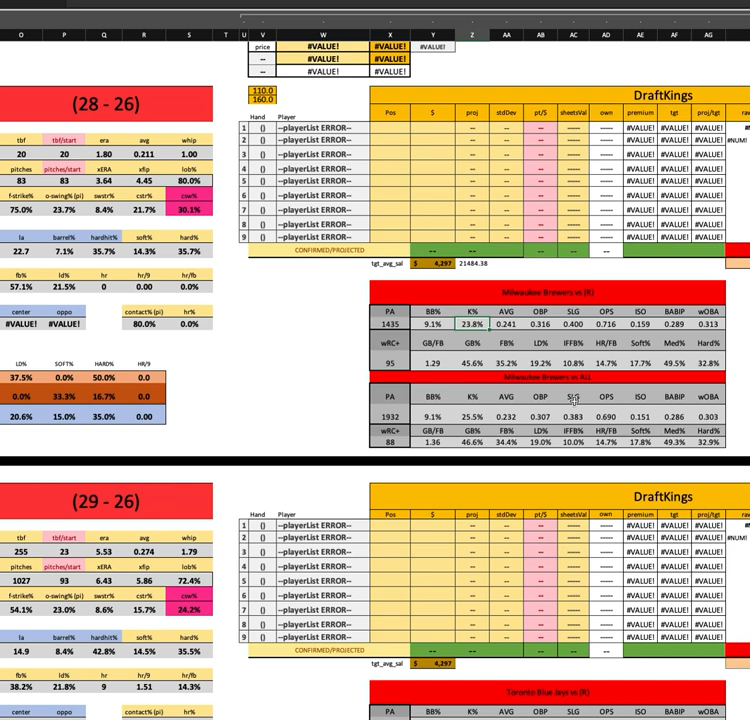 O P Q R S T U V W X Y Z AA AB AC AD AE AF AG
price #VALUE! #VALUE! #VALUE!
--- #VALUE! #VALUE!
--- #VALUE! #VALUE!
110.0
160.0
(28 - 26) DraftKings
Hand Player Pos $ proj stdDev pt/$ sheetsVal own premium tgt proj/tgt
tbf tbf/start era avg whip
20 20 1.80 0.211 1.00
pitches pitches/start xERA xfip lob%
83 83 3.64 4.45 80.0%
f-strike% o-swing% (pi) swstr% cstr% csw%
75.0% 23.7% 8.4% 21.7% 30.1%
la barrel% hardhit% soft% hard%
22.7 7.1% 35.7% 14.3% 35.7%
fb% ld% hr hr/9 hr/fb
57.1% 21.5% 0 0.00 0.0%
center oppo contact% (pi) hr%
#VALUE! #VALUE! 80.0% 0.0%
LD% SOFT% HARD% HR/9
37.5% 0.0% 50.0% 0.0
0.0% 33.3% 16.7% 0.0
20.6% 15.0% 35.0% 0.00
1 () --playerList ERROR-- -- -- -- ----- ----- #VALUE! #VALUE! #VALUE!
2 () --playerList ERROR-- -- -- -- ----- ----- #VALUE! #VALUE! #VALUE! #NUM!
3 () --playerList ERROR-- -- -- -- ----- ----- #VALUE! #VALUE! #VALUE!
4 () --playerList ERROR-- -- -- -- ----- ----- #VALUE! #VALUE! #VALUE!
5 () --playerList ERROR-- -- -- -- ----- ----- #VALUE! #VALUE! #VALUE!
6 () --playerList ERROR-- -- -- -- ----- ----- #VALUE! #VALUE! #VALUE!
7 () --playerList ERROR-- -- -- -- ----- ----- #VALUE! #VALUE! #VALUE!
8 () --playerList ERROR-- -- -- -- ----- ----- #VALUE! #VALUE! #VALUE!
9 () --playerList ERROR-- -- -- -- ----- ----- #VALUE! #VALUE! #VALUE!
CONFIRMED/PROJECTED -- -- -- -----
tgt_avg_sal $ 4,297 21484.38
Milwaukee Brewers vs (R)
PA BB% K% AVG OBP SLG OPS ISO BABIP wOBA
1435 9.1% 23.8% 0.241 0.316 0.400 0.716 0.159 0.289 0.313
wRC+ GB/FB GB% FB% LD% IFFB% HR/FB Soft% Med% Hard%
95 1.29 45.6% 35.2% 19.2% 10.8% 14.7% 17.7% 49.5% 32.8%
Milwaukee Brewers vs ALL
PA BB% K% AVG OBP SLG OPS ISO BABIP wOBA
1932 9.1% 25.5% 0.232 0.307 0.383 0.690 0.151 0.286 0.303
wRC+ GB/FB GB% FB% LD% IFFB% HR/FB Soft% Med% Hard%
88 1.36 46.6% 34.4% 19.0% 10.0% 14.7% 17.8% 49.3% 32.9%
(29 - 26) DraftKings
Hand Player Pos $ proj stdDev pt/$ sheetsVal own premium tgt proj/tgt
tbf tbf/start era avg whip
255 23 5.53 0.274 1.79
pitches pitches/start xERA xfip lob%
1027 93 6.43 5.86 72.4%
f-strike% o-swing% (pi) swstr% cstr% csw%
54.1% 23.0% 8.6% 15.7% 24.2%
la barrel% hardhit% soft% hard%
14.9 8.4% 42.8% 14.5% 35.5%
fb% ld% hr hr/9 hr/fb
38.2% 21.8% 9 1.51 14.3%
center oppo contact% (pi) hr%
1 () --playerList ERROR-- -- -- -- ----- ----- #VALUE! #VALUE! #VALUE!
2 () --playerList ERROR-- -- -- -- ----- ----- #VALUE! #VALUE! #VALUE! #NUM!
3 () --playerList ERROR-- -- -- -- ----- ----- #VALUE! #VALUE! #VALUE!
4 () --playerList ERROR-- -- -- -- ----- ----- #VALUE! #VALUE! #VALUE!
5 () --playerList ERROR-- -- -- -- ----- ----- #VALUE! #VALUE! #VALUE!
6 () --playerList ERROR-- -- -- -- ----- ----- #VALUE! #VALUE! #VALUE!
7 () --playerList ERROR-- -- -- -- ----- ----- #VALUE! #VALUE! #VALUE!
8 () --playerList ERROR-- -- -- -- ----- ----- #VALUE! #VALUE! #VALUE!
9 () --playerList ERROR-- -- -- -- ----- ----- #VALUE! #VALUE! #VALUE!
CONFIRMED/PROJECTED -- -- -- -----
tgt_avg_sal $ 4,297
Toronto Blue Jays vs (R)
PA BB% K% AVG OBP SLG OPS ISO BABIP wOBA